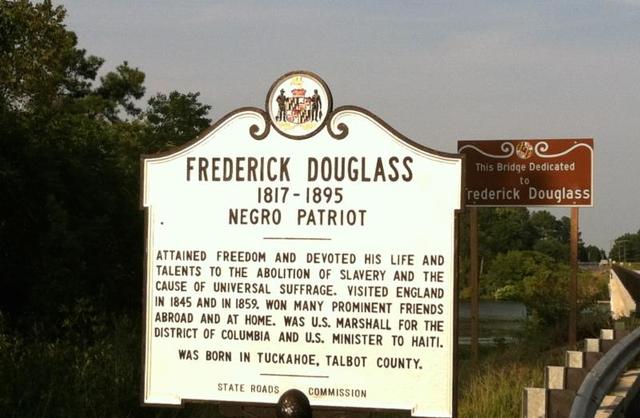 FREDERICK DOUGLASS
1817-1895
NEGRO PATRIOT
ATTAINED FREEDOM AND DEVOTED HIS LIFE AND
TALENTS TO THE ABOLITION OF SLAVERY AND THE
CAUSE OF UNIVERSAL SUFFRAGE. VISITED ENGLAND
IN 1845 AND IN 1859. WON MANY PROMINENT FRIENDS
ABROAD AND AT HOME. WAS U.S. MARSHALL FOR THE
DISTRICT OF COLUMBIA AND U.S. MINISTER TO HAITI.
WAS BORN IN TUCKAHOE, TALBOT COUNTY.
STATE ROADS COMMISSION
This Bridge Dedicated
to
rederick Douglass